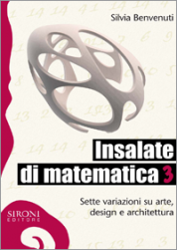 Silvia Benvenuti
Insalate
di matematica 3
Sette variazioni su arte,
design e architettura
SIRONI
EDITORE